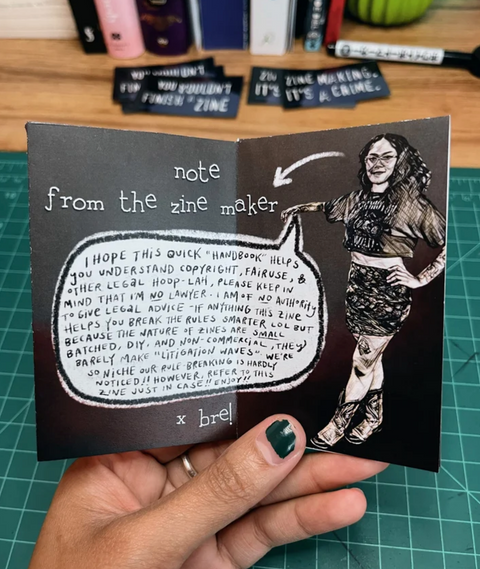 YOU WOULDN'T
YOU WOULDN'T
FUNISH A ZINE
ZINE MAKING.
IT'S
IT'S A CRIME.
note
from the zine maker
I HOPE THIS QUICK "HANDBOOK" HELPS
YOU UNDERSTAND COPYRIGHT, FAIRUSE, &
OTHER LEGAL HOOP-LAH, PLEASE KEEP IN
MIND THAT I'M NO LAWYER. I AM OF NO AUTHORITY
TO GIVE LEGAL ADVICE -IF ANYTHING THIS ZINE
HELPS YOU BREAK THE RULES SMARTER LOL BUT
BECAUSE THE NATURE OF ZINES ARE SMALL
BATCHED, DIY, AND NON-COMMERCIAL, THEY
BARELY MAKE "LITIGATION WAVES". WE'RE
SO NICHE OUR RULE-BREAKING IS HARDLY
NOTICED!! HOWEVER, REFER TO THIS
ZINE JUST IN CASE!! ENJOY!!
x bre!